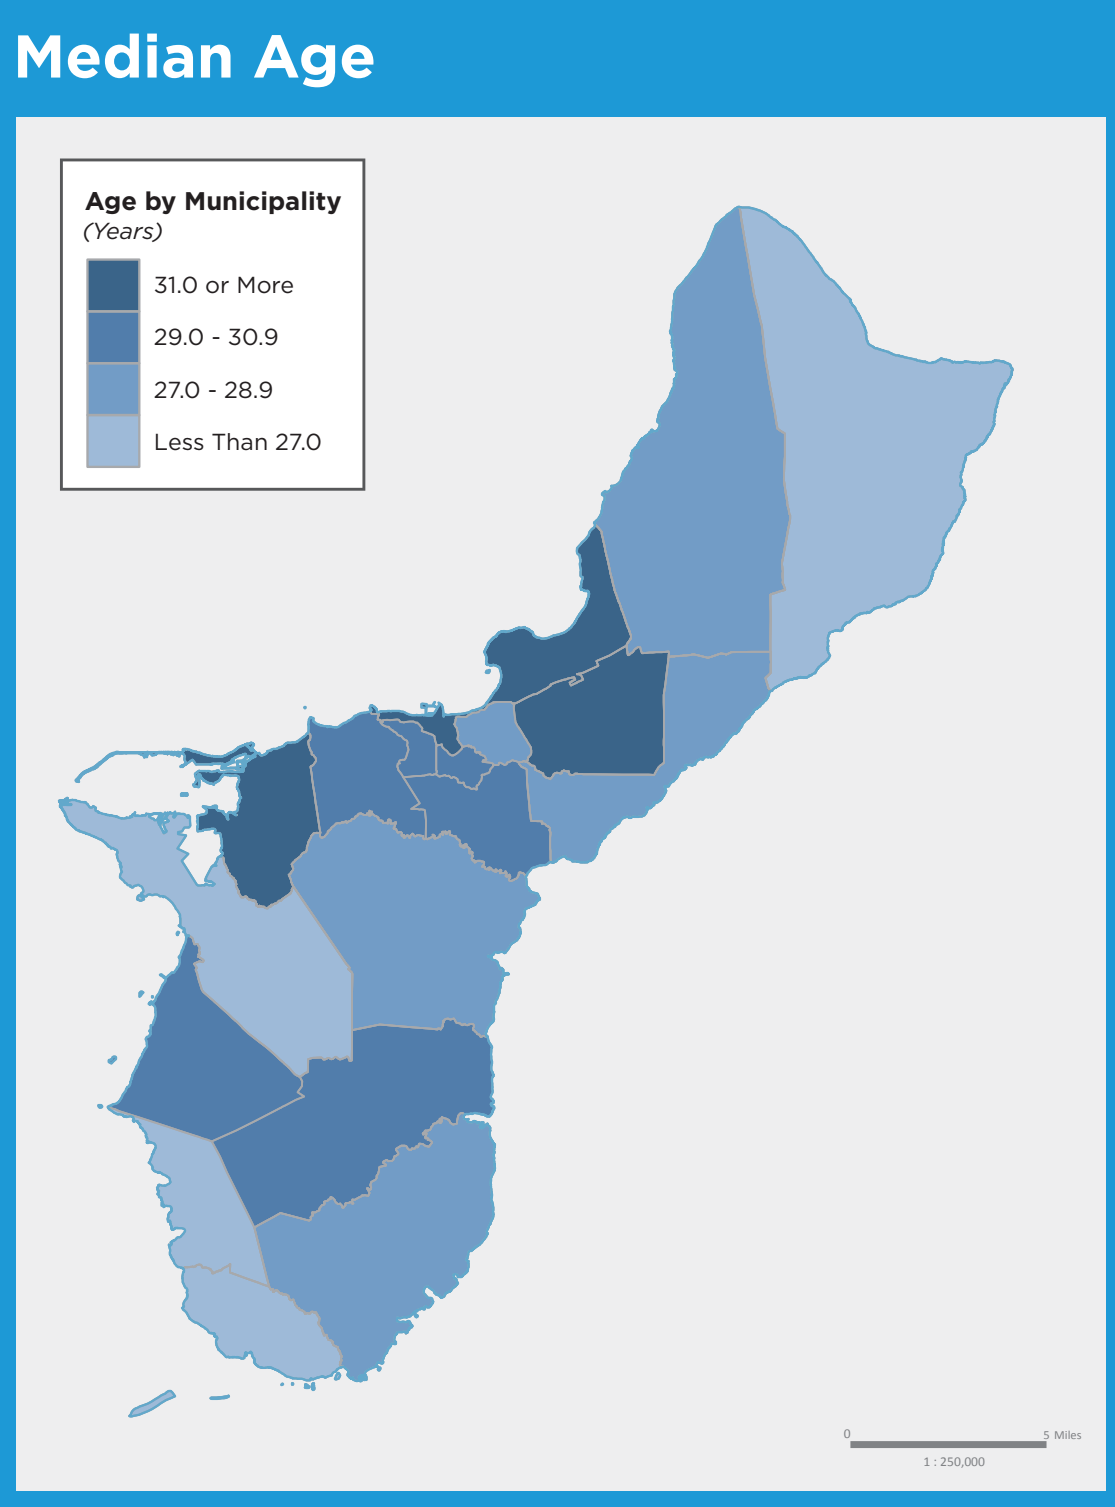 Median Age
Age by Municipality
(Years)
31.0 or More
29.0 - 30.9
27.0 - 28.9
Less Than 27.0
0 5 Miles
1 : 250,000